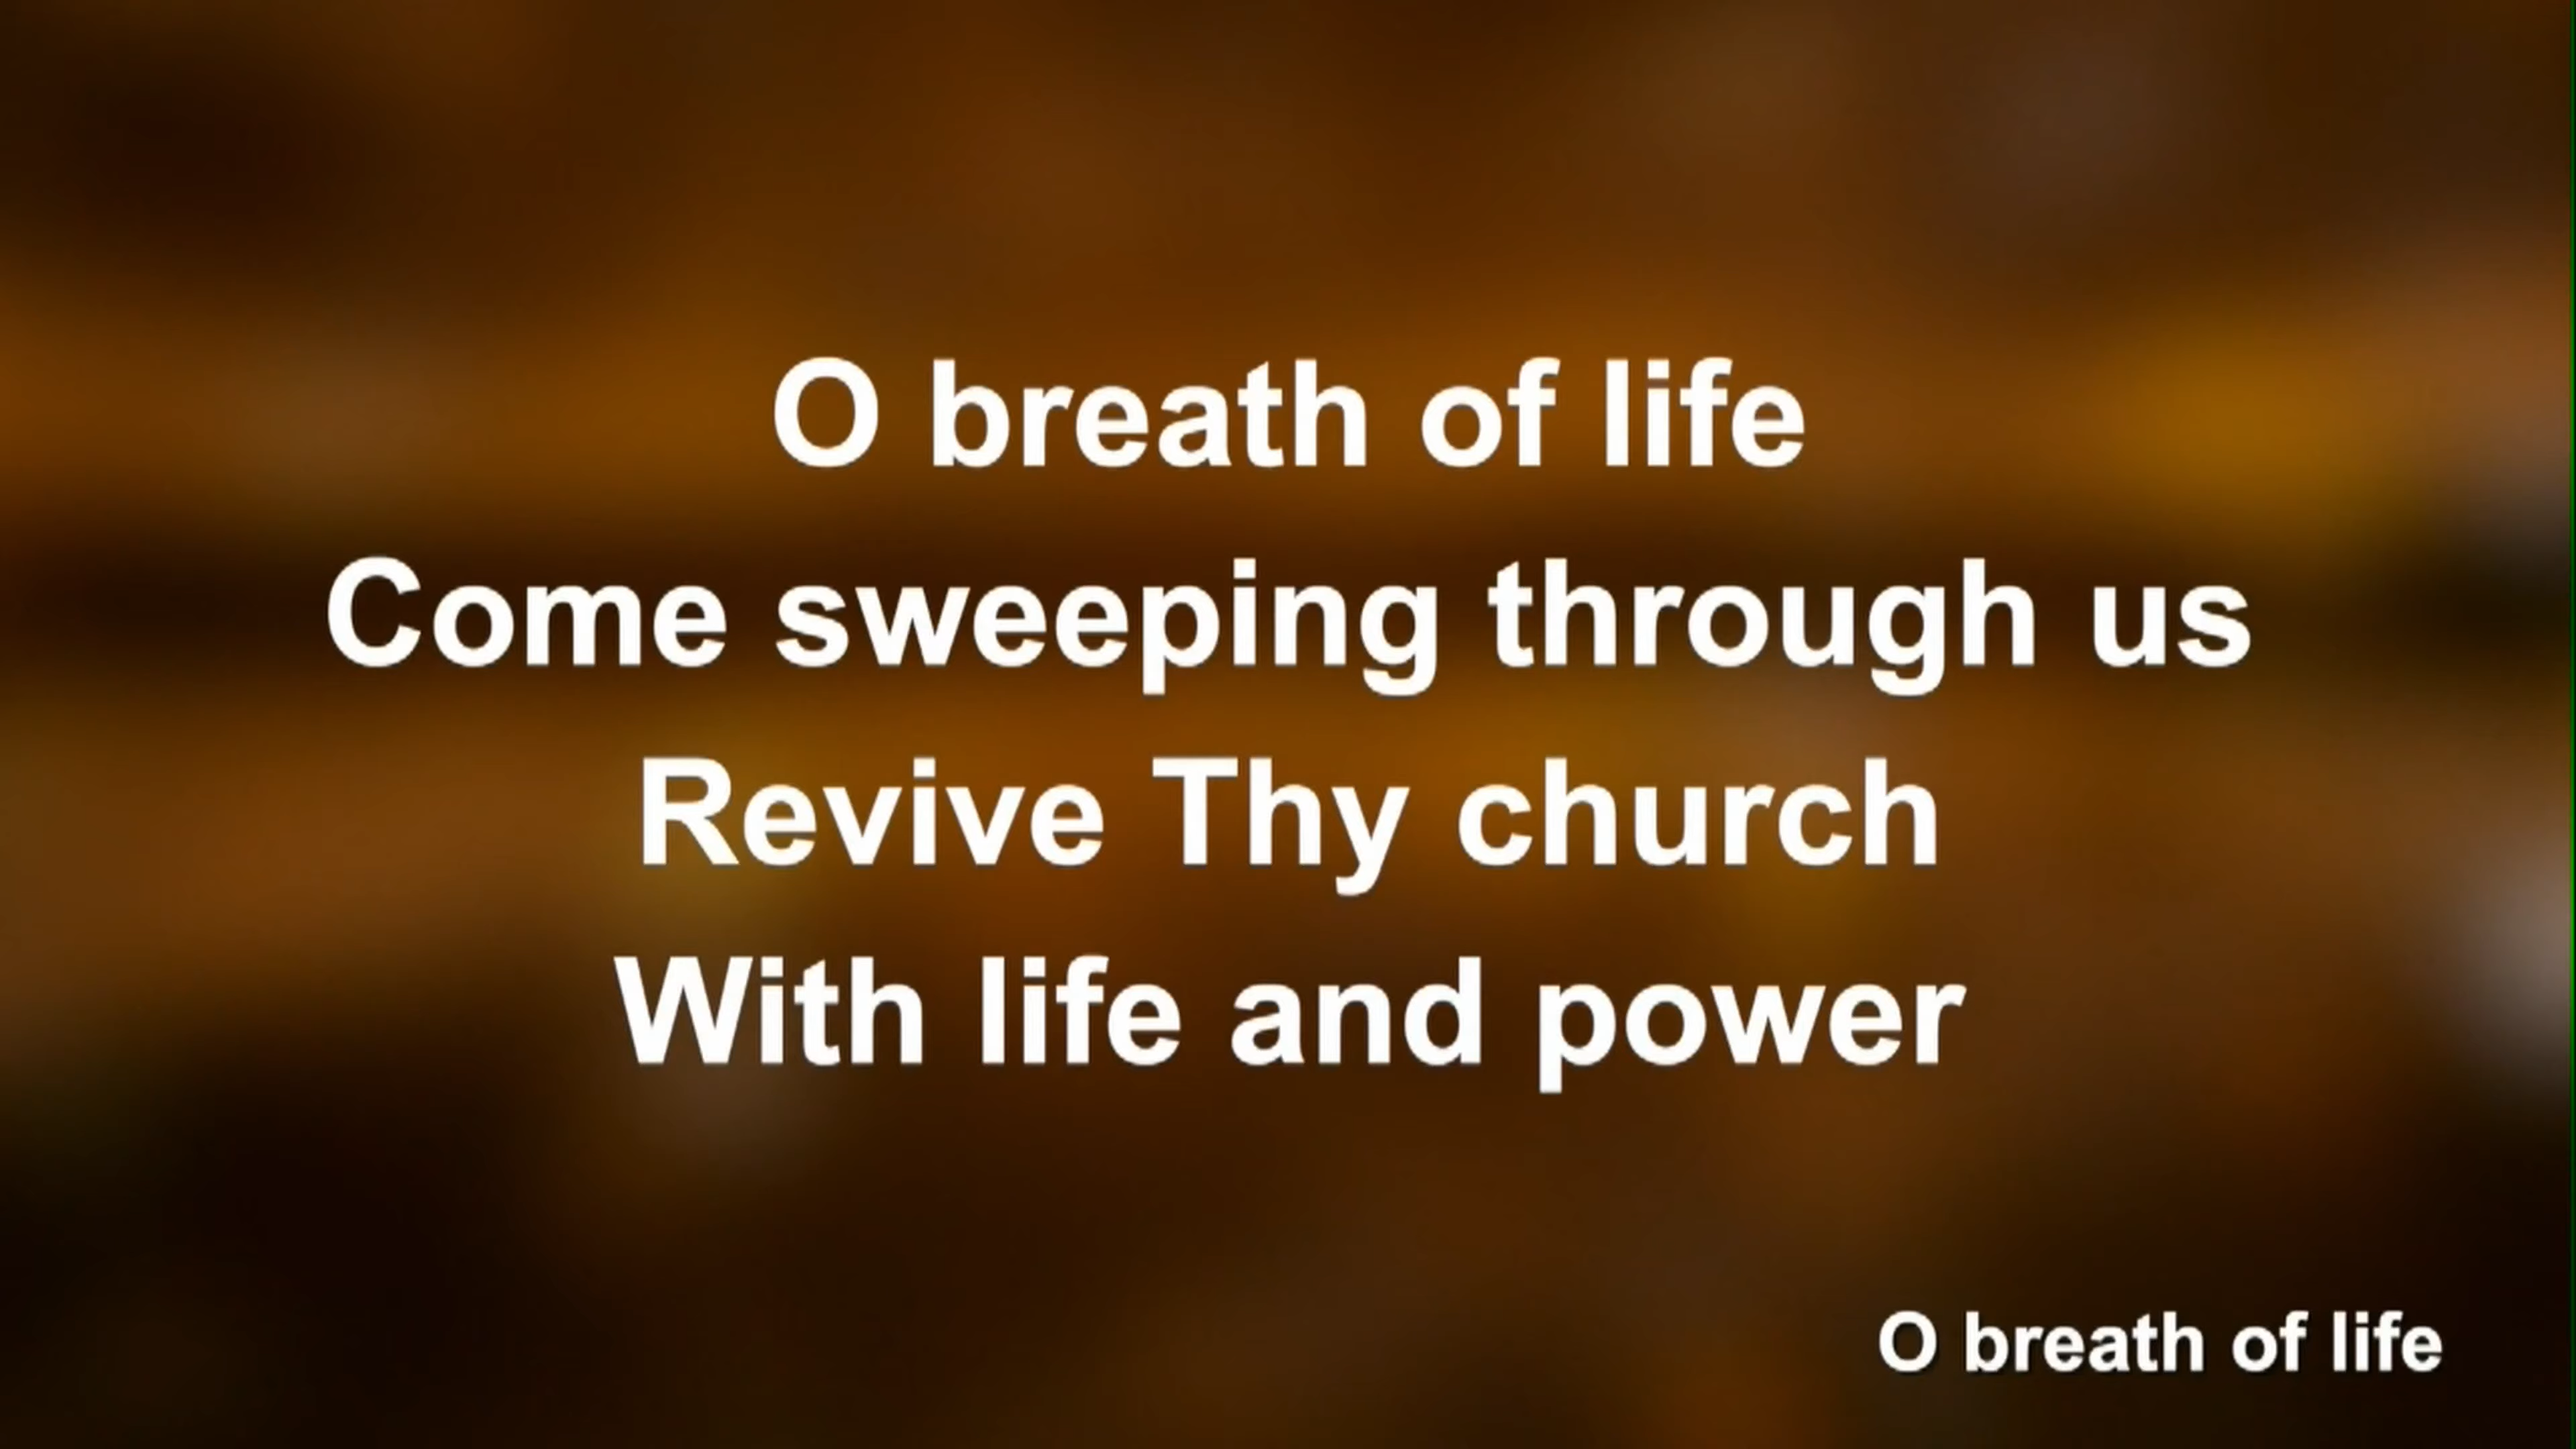 O breath of life
Come sweeping through us
Revive Thy church
With life and power
O breath of life